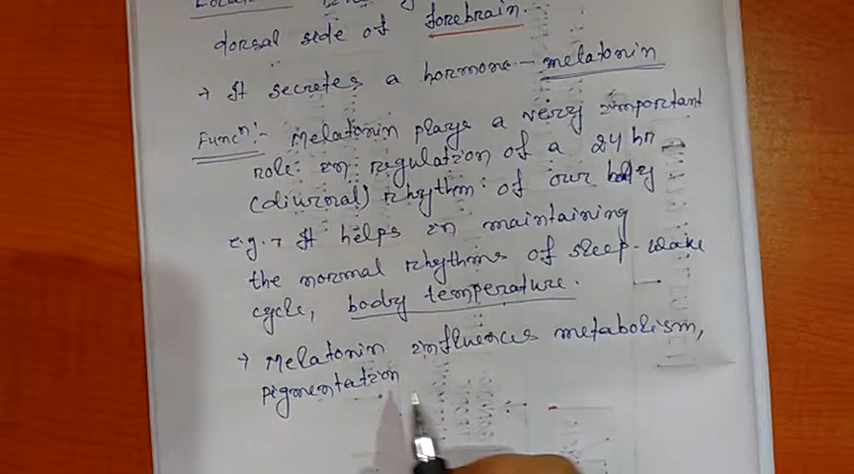 dorsal side of forebrain.
→ It secretes a hormone - melatonin
Funcⁿ:- Melatonin plays a very important
role in regulation of a 24 hr
(diurnal) rhythm of our body
e.g. → It helps in maintaining
the normal rhythms of sleep-wake
cycle, body temperature.
→ Melatonin influences metabolism,
pigmentation